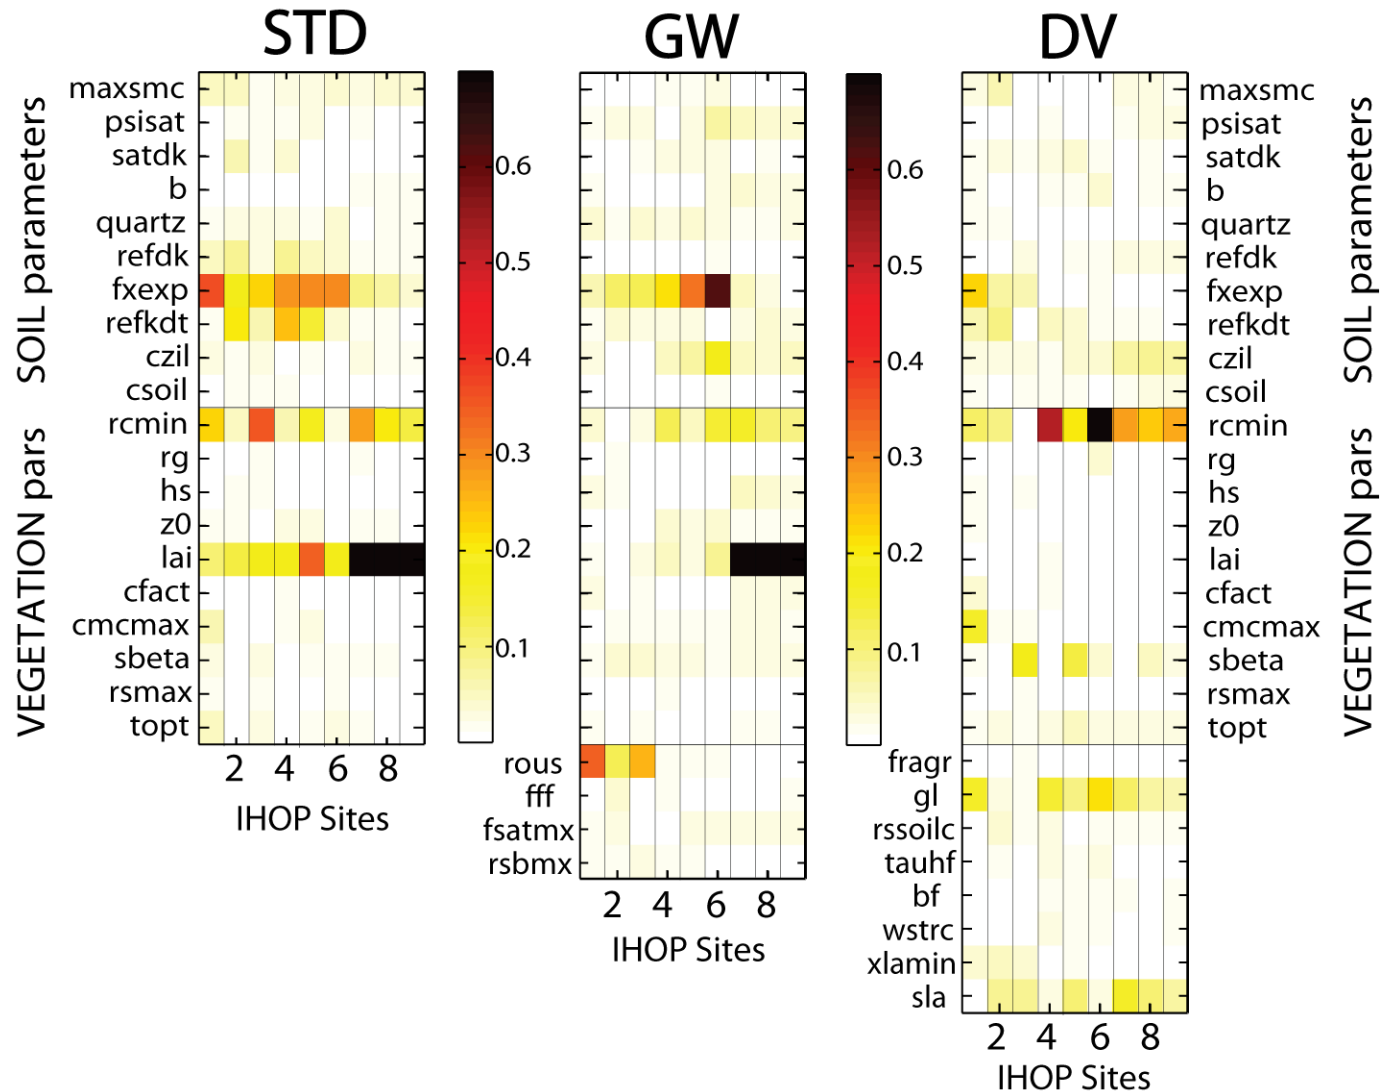 STD
GW
DV
SOIL parameters
VEGETATION pars
maxsmc
psisat
satdk
b
quartz
refdk
fxexp
refkdt
czil
csoil
rcmin
rg
hs
z0
lai
cfact
cmcmax
sbeta
rsmax
topt
2 4 6 8
IHOP Sites
0.6
0.5
0.4
0.3
0.2
0.1
rous
fff
fsatmx
rsbmx
2 4 6 8
IHOP Sites
0.6
0.5
0.4
0.3
0.2
0.1
maxsmc
psisat
satdk
b
quartz
refdk
fxexp
refkdt
czil
csoil
rcmin
rg
hs
z0
lai
cfact
cmcmax
sbeta
rsmax
topt
SOIL parameters
VEGETATION pars
fragr
gl
rssoilc
tauhf
bf
wstrc
xlamin
sla
2 4 6 8
IHOP Sites